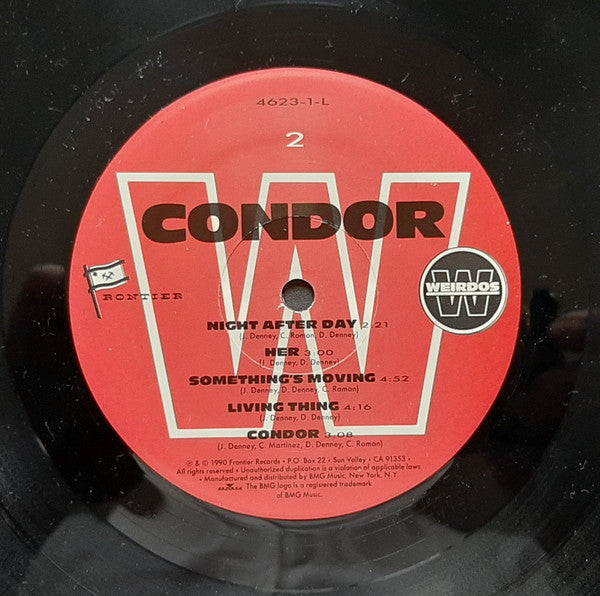 4623-1-L
2
CONDOR
FRONTIER
WEIRDOS
W
NIGHT AFTER DAY 2:21
(J. Denney, C. Roman, D. Denney)
HER 3:00
(J. Denney, D. Denney)
SOMETHING'S MOVING 4:52
(J. Denney, D. Denney, C. Roman)
LIVING THING 4:16
(J. Denney, D. Denney)
CONDOR 3:08
(J. Denney, C. Martinez, D. Denney, C. Roman)
℗ & © 1990 Frontier Records • P.O. Box 22 • Sun Valley • CA 91353 •
All rights reserved • Unauthorized duplication is a violation of applicable laws
• Manufactured and distributed by BMG Music, New York, N.Y.
The BMG logo is a registered trademark
of BMG Music.